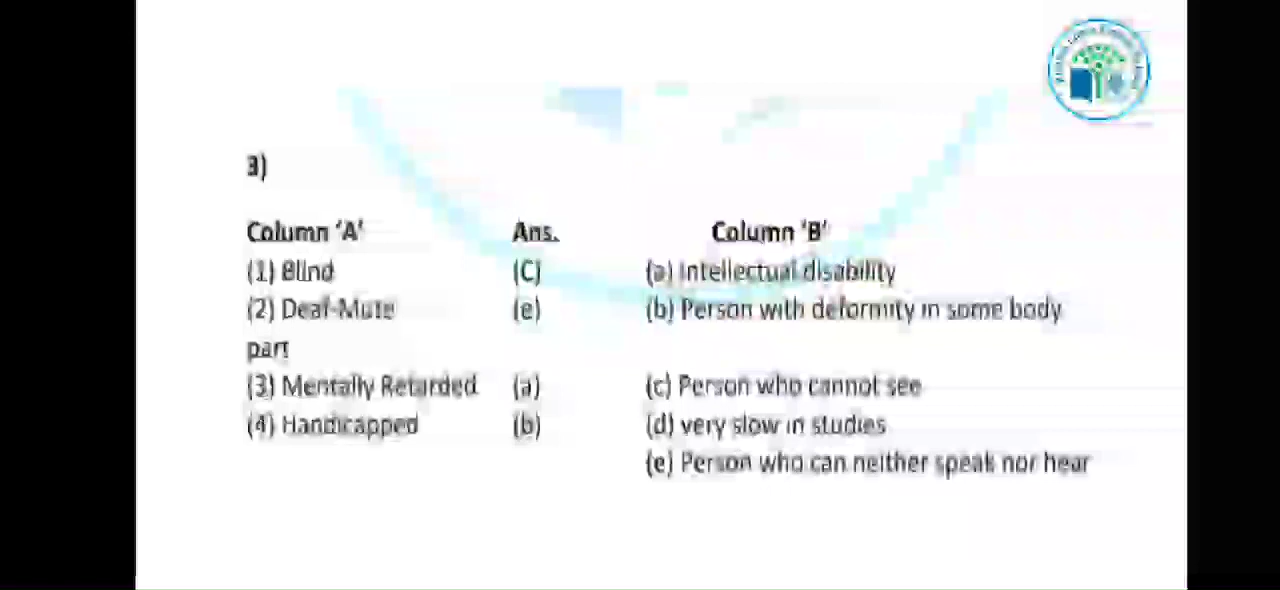 3)
Column 'A' Ans. Column 'B'
(1) Blind (C) (a) Intellectual disability
(2) Deaf-Mute (e) (b) Person with deformity in some body
part
(3) Mentally Retarded (a) (c) Person who cannot see
(4) Handicapped (b) (d) very slow in studies
(e) Person who can neither speak nor hear